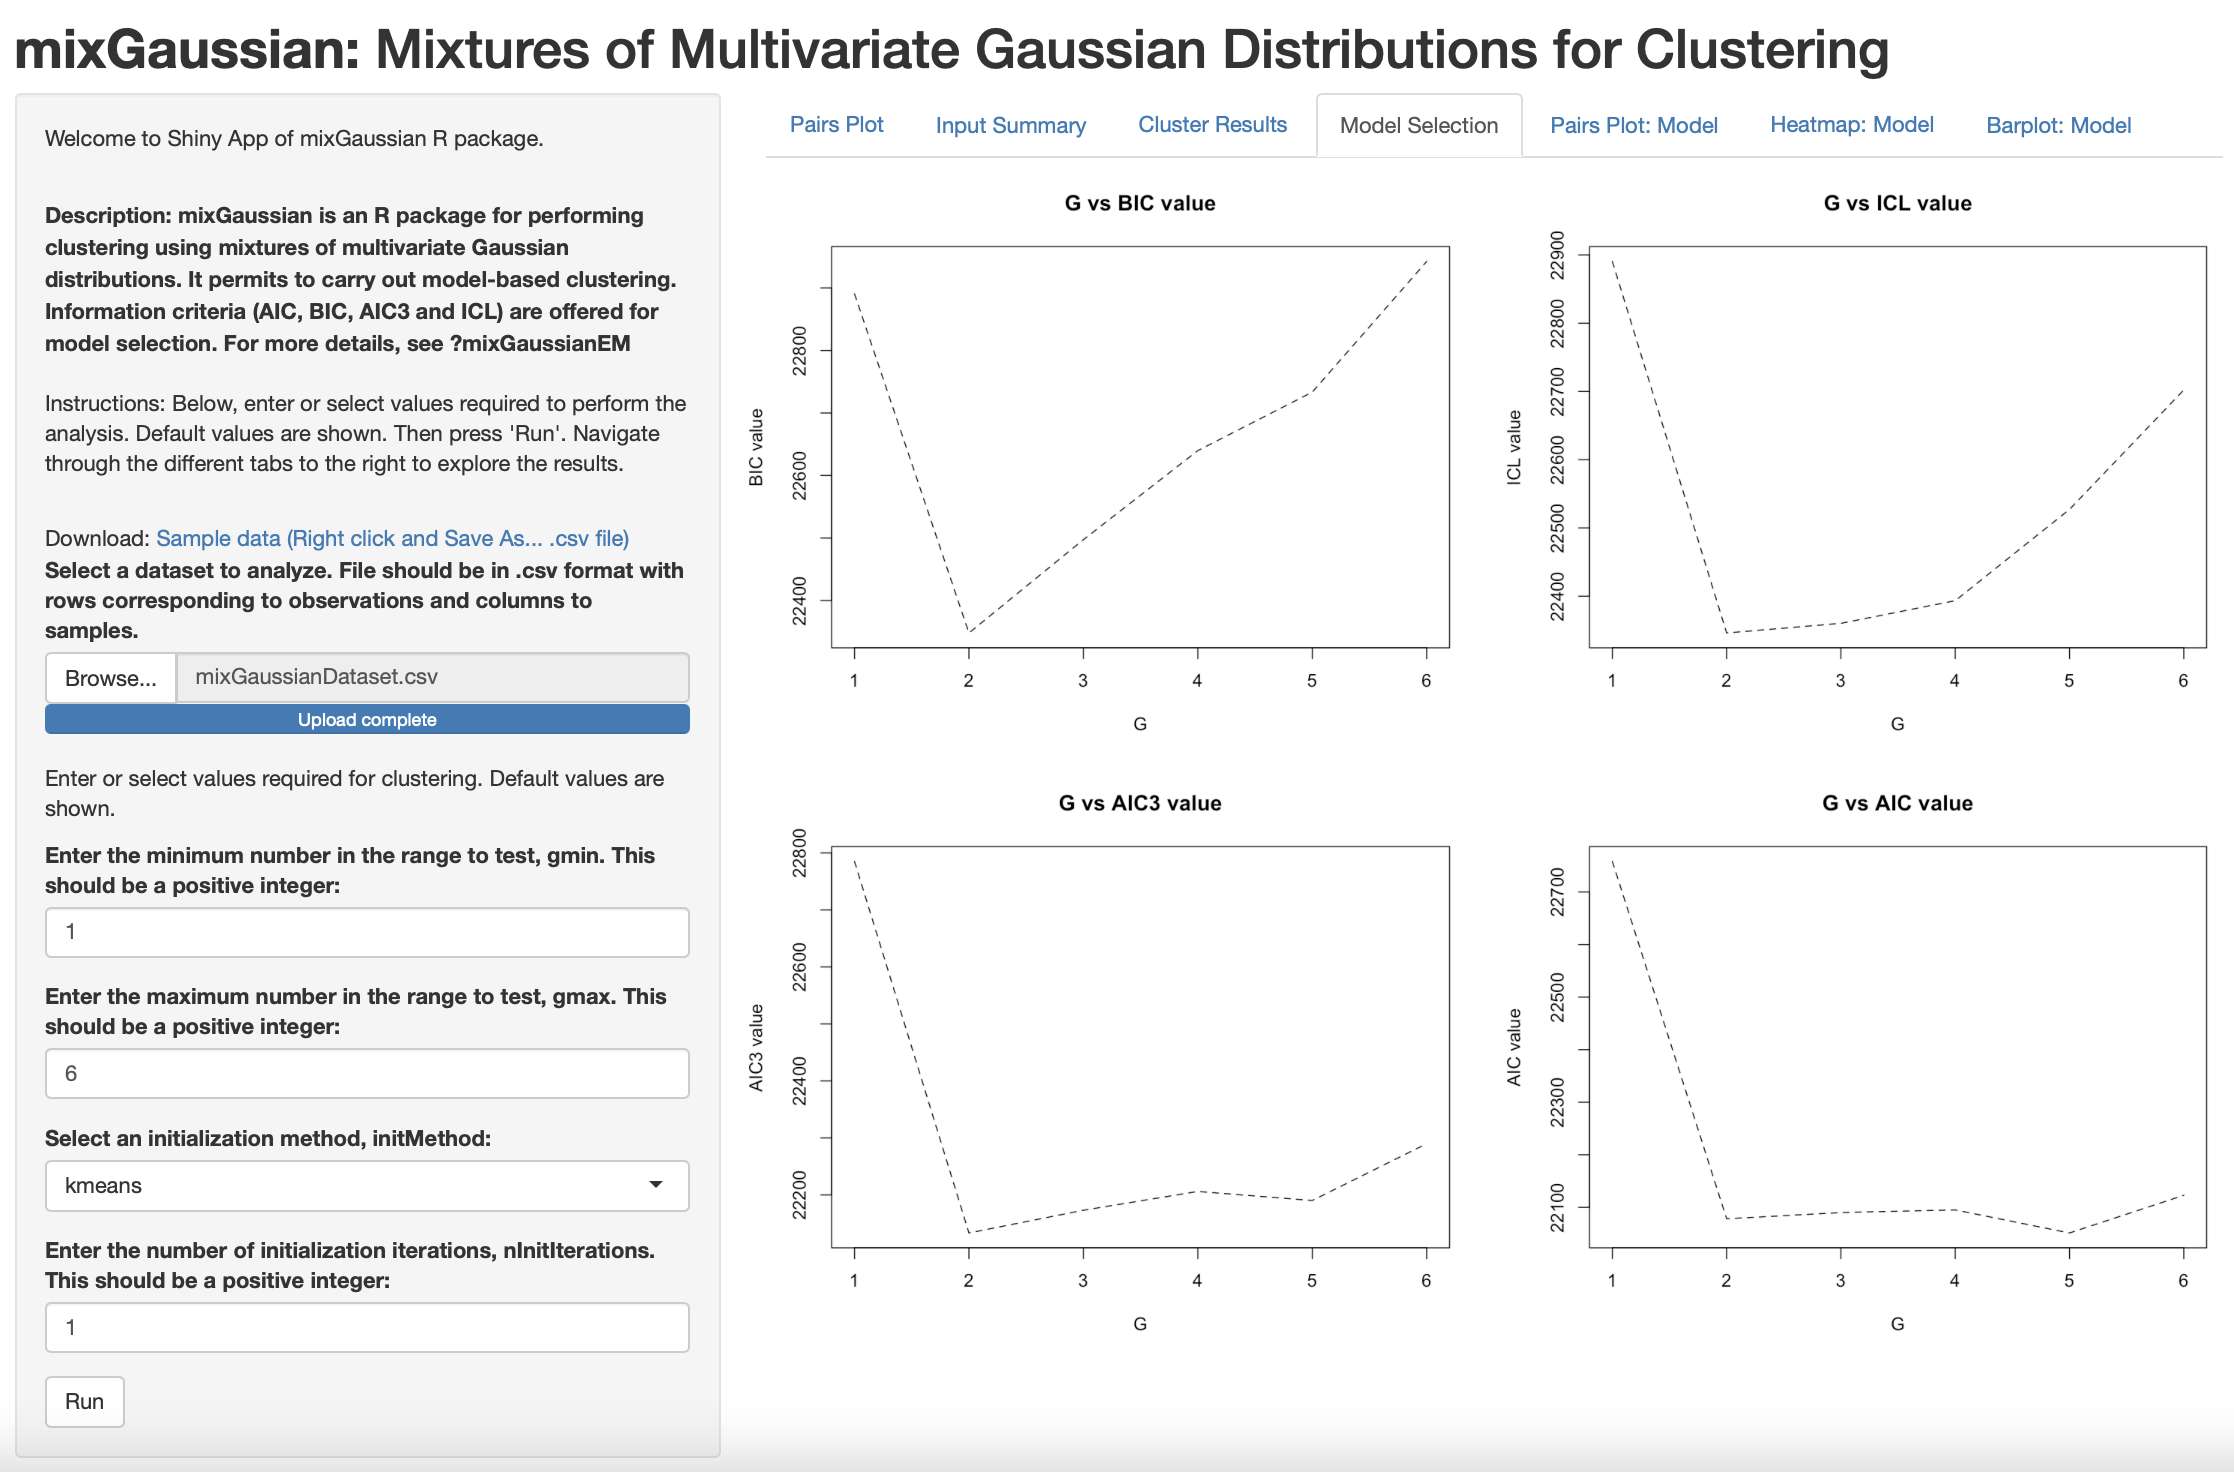 mixGaussian: Mixtures of Multivariate Gaussian Distributions for Clustering
Welcome to Shiny App of mixGaussian R package.
Description: mixGaussian is an R package for performing
clustering using mixtures of multivariate Gaussian
distributions. It permits to carry out model-based clustering.
Information criteria (AIC, BIC, AIC3 and ICL) are offered for
model selection. For more details, see ?mixGaussianEM
Instructions: Below, enter or select values required to perform the
analysis. Default values are shown. Then press 'Run'. Navigate
through the different tabs to the right to explore the results.
Download: Sample data (Right click and Save As... .csv file)
Select a dataset to analyze. File should be in .csv format with
rows corresponding to observations and columns to
samples.
Browse... mixGaussianDataset.csv
Upload complete
Enter or select values required for clustering. Default values are
shown.
Enter the minimum number in the range to test, gmin. This
should be a positive integer:
1
Enter the maximum number in the range to test, gmax. This
should be a positive integer:
6
Select an initialization method, initMethod:
kmeans
Enter the number of initialization iterations, nInitIterations.
This should be a positive integer:
1
Run
Pairs Plot Input Summary Cluster Results Model Selection Pairs Plot: Model Heatmap: Model Barplot: Model
G vs BIC value
BIC value
22800
22600
22400
1 2 3 4 5 6
G
G vs ICL value
ICL value
22900
22800
22700
22600
22500
22400
1 2 3 4 5 6
G
G vs AIC3 value
AIC3 value
22800
22600
22400
22200
1 2 3 4 5 6
G
G vs AIC value
AIC value
22700
22500
22300
22100
1 2 3 4 5 6
G